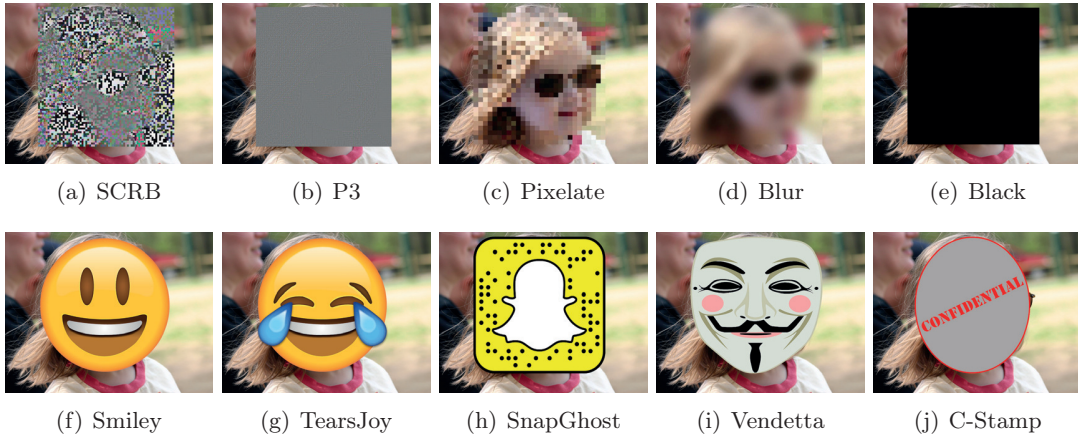 (a) SCRB
(b) P3
(c) Pixelate
(d) Blur
(e) Black
CONFIDENTIAL
(f) Smiley
(g) TearsJoy
(h) SnapGhost
(i) Vendetta
(j) C-Stamp